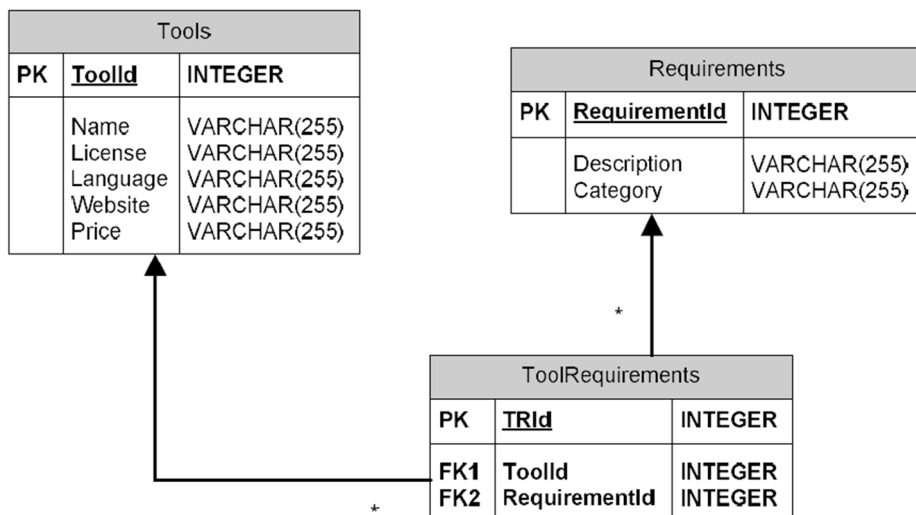 Tools
PK ToolId INTEGER
Name VARCHAR(255)
License VARCHAR(255)
Language VARCHAR(255)
Website VARCHAR(255)
Price VARCHAR(255)
Requirements
PK RequirementId INTEGER
Description VARCHAR(255)
Category VARCHAR(255)
*
ToolRequirements
PK TRId INTEGER
FK1 ToolId INTEGER
FK2 RequirementId INTEGER
*